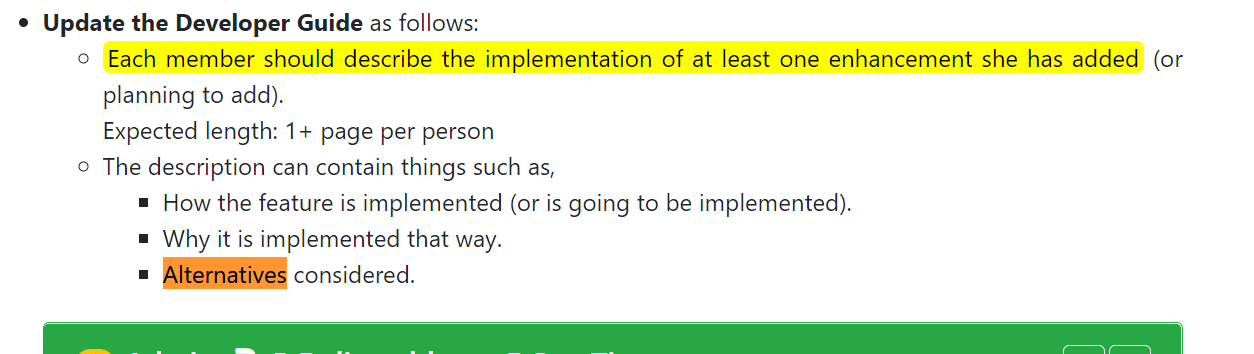 Update the Developer Guide as follows:
Each member should describe the implementation of at least one enhancement she has added (or
planning to add).
Expected length: 1+ page per person
The description can contain things such as,
How the feature is implemented (or is going to be implemented).
Why it is implemented that way.
Alternatives considered.